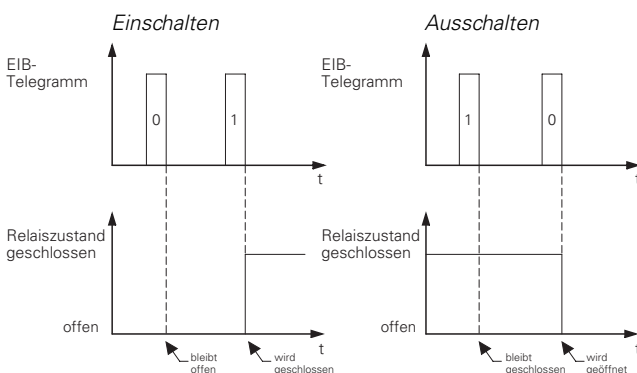 Einschalten
EIB-
Telegramm
0
1
t
Relaiszustand
geschlossen
offen
t
bleibt
offen
wird
geschlossen
Ausschalten
EIB-
Telegramm
1
0
t
Relaiszustand
geschlossen
offen
t
bleibt
geschlossen
wird
geöffnet